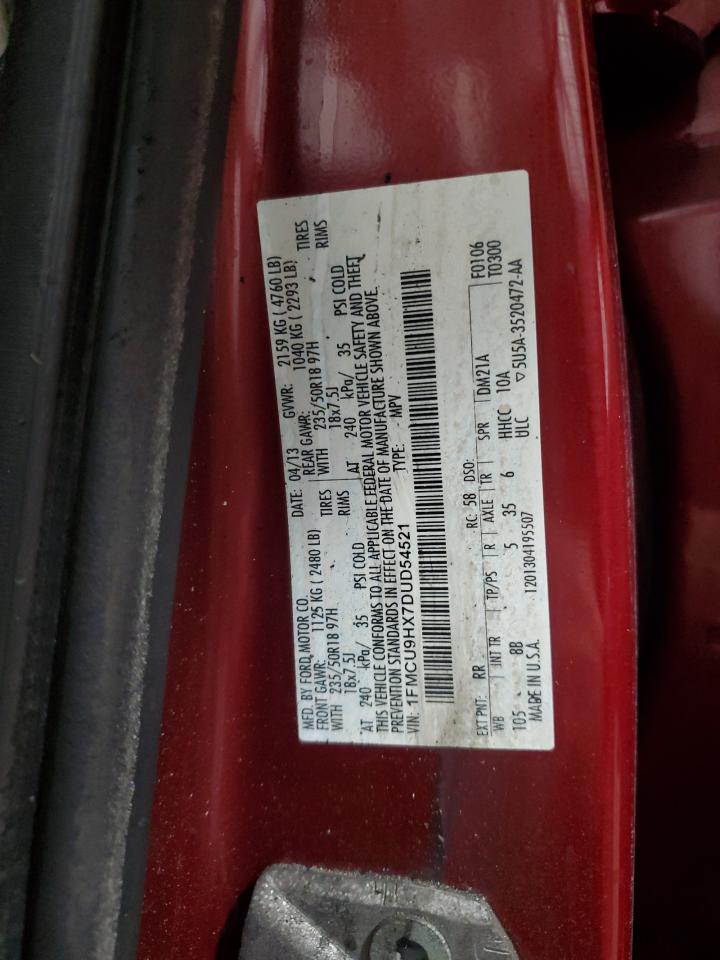 MFD. BY FORD MOTOR CO.
DATE: 04/13 GVWR: 2159 KG ( 4760 LB)
FRONT GAWR: 1125 KG ( 2480 LB) REAR GAWR: 1040 KG ( 2293 LB)
WITH 235/50R18 97H TIRES WITH 235/50R18 97H TIRES
18x7.5J RIMS 18x7.5J RIMS
AT 240 kPa/ 35 PSI COLD AT 240 kPa/ 35 PSI COLD
THIS VEHICLE CONFORMS TO ALL APPLICABLE FEDERAL MOTOR VEHICLE SAFETY AND THEFT
PREVENTION STANDARDS IN EFFECT ON THE DATE OF MANUFACTURE SHOWN ABOVE.
VIN: 1FMCU9HX7DUD54521 TYPE: MPV
EXT PNT: RR RC: 58 DSO: F0106
WB INT TR TP/PS R AXLE TR SPR DM21A T0300
105 8B 5 35 6 HHCC 10A
MADE IN U.S.A. 1201304195507 ULC ▽5U5A-3520472-AA